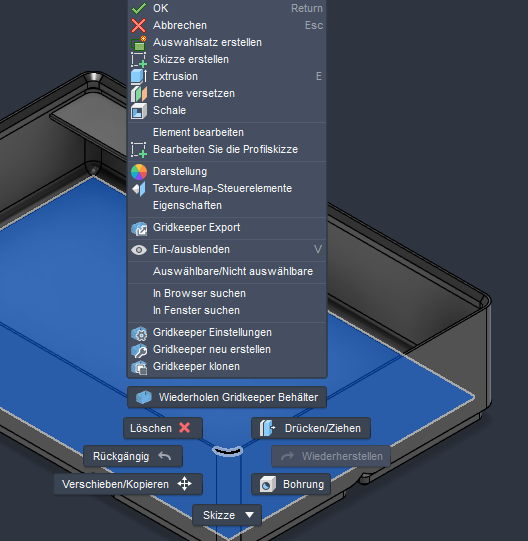 OK Return
Abbrechen Esc
Auswahlsatz erstellen
Skizze erstellen
Extrusion E
Ebene versetzen
Schale
Element bearbeiten
Bearbeiten Sie die Profilskizze
Darstellung
Texture-Map-Steuerelemente
Eigenschaften
Gridkeeper Export
Ein-/ausblenden V
Auswählbare/Nicht auswählbare
In Browser suchen
In Fenster suchen
Gridkeeper Einstellungen
Gridkeeper neu erstellen
Gridkeeper klonen
Wiederholen Gridkeeper Behälter
Löschen Drücken/Ziehen
Rückgängig Wiederherstellen
Verschieben/Kopieren Bohrung
Skizze